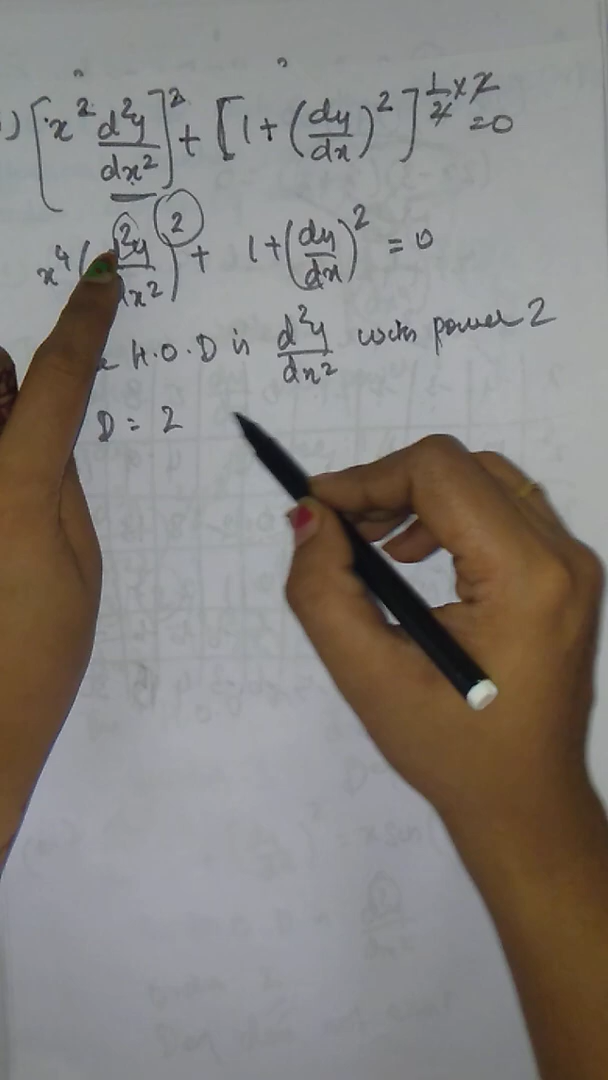 ) [x² d²y/dx²]² + [1 + (dy/dx)²]^(1/2 × 2) = 0
x⁴ ( ²y/dx²)² + 1 + (dy/dx)² = 0
H.O.D is d²y/dx² with power 2
D = 2